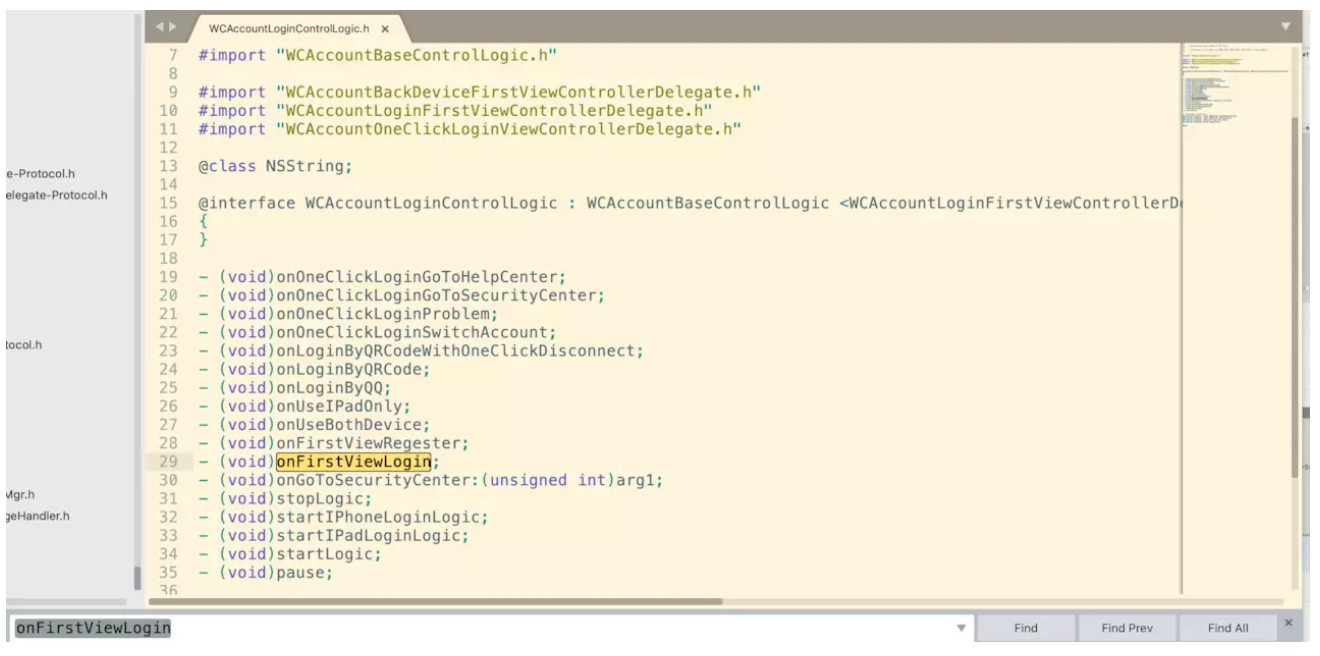 WCAccountLoginControlLogic.h ×
7 #import "WCAccountBaseControlLogic.h"
8
9 #import "WCAccountBackDeviceFirstViewControllerDelegate.h"
10 #import "WCAccountLoginFirstViewControllerDelegate.h"
11 #import "WCAccountOneClickLoginViewControllerDelegate.h"
12
13 @class NSString;
14
15 @interface WCAccountLoginControlLogic : WCAccountBaseControlLogic <WCAccountLoginFirstViewControllerD
16 {
17 }
18
19 - (void)onOneClickLoginGoToHelpCenter;
20 - (void)onOneClickLoginGoToSecurityCenter;
21 - (void)onOneClickLoginProblem;
22 - (void)onOneClickLoginSwitchAccount;
23 - (void)onLoginByQRCodeWithOneClickDisconnect;
24 - (void)onLoginByQRCode;
25 - (void)onLoginByQQ;
26 - (void)onUseIPadOnly;
27 - (void)onUseBothDevice;
28 - (void)onFirstViewRegester;
29 - (void)onFirstViewLogin;
30 - (void)onGoToSecurityCenter:(unsigned int)arg1;
31 - (void)stopLogic;
32 - (void)startIPhoneLoginLogic;
33 - (void)startIPadLoginLogic;
34 - (void)startLogic;
35 - (void)pause;
36
e-Protocol.h
elegate-Protocol.h
tocol.h
Mgr.h
geHandler.h
onFirstViewLogin
Find
Find Prev
Find All
×